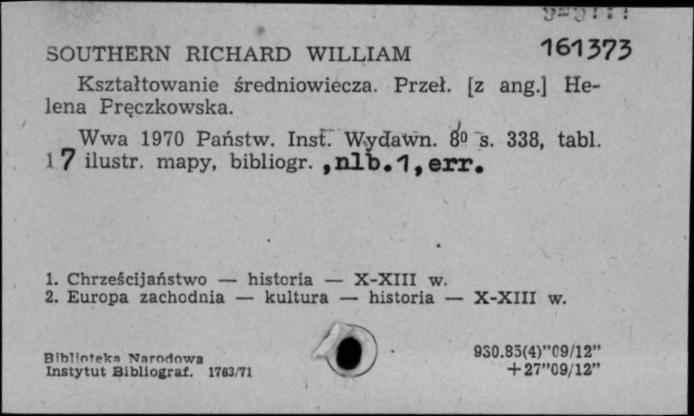 161373
SOUTHERN RICHARD WILLIAM
Kształtowanie średniowiecza. Przeł. [z ang.] He-
lena Pręczkowska.
Wwa 1970 Państw. Inst. Wydawn. 8⁰ s. 338, tabl.
17 ilustr. mapy, bibliogr. ,nlb.1,err.
1. Chrześcijaństwo — historia — X-XIII w.
2. Europa zachodnia — kultura — historia — X-XIII w.
Biblioteka Narodowa
Instytut Bibliograf. 1763/71
930.85(4)"09/12"
+27"09/12"